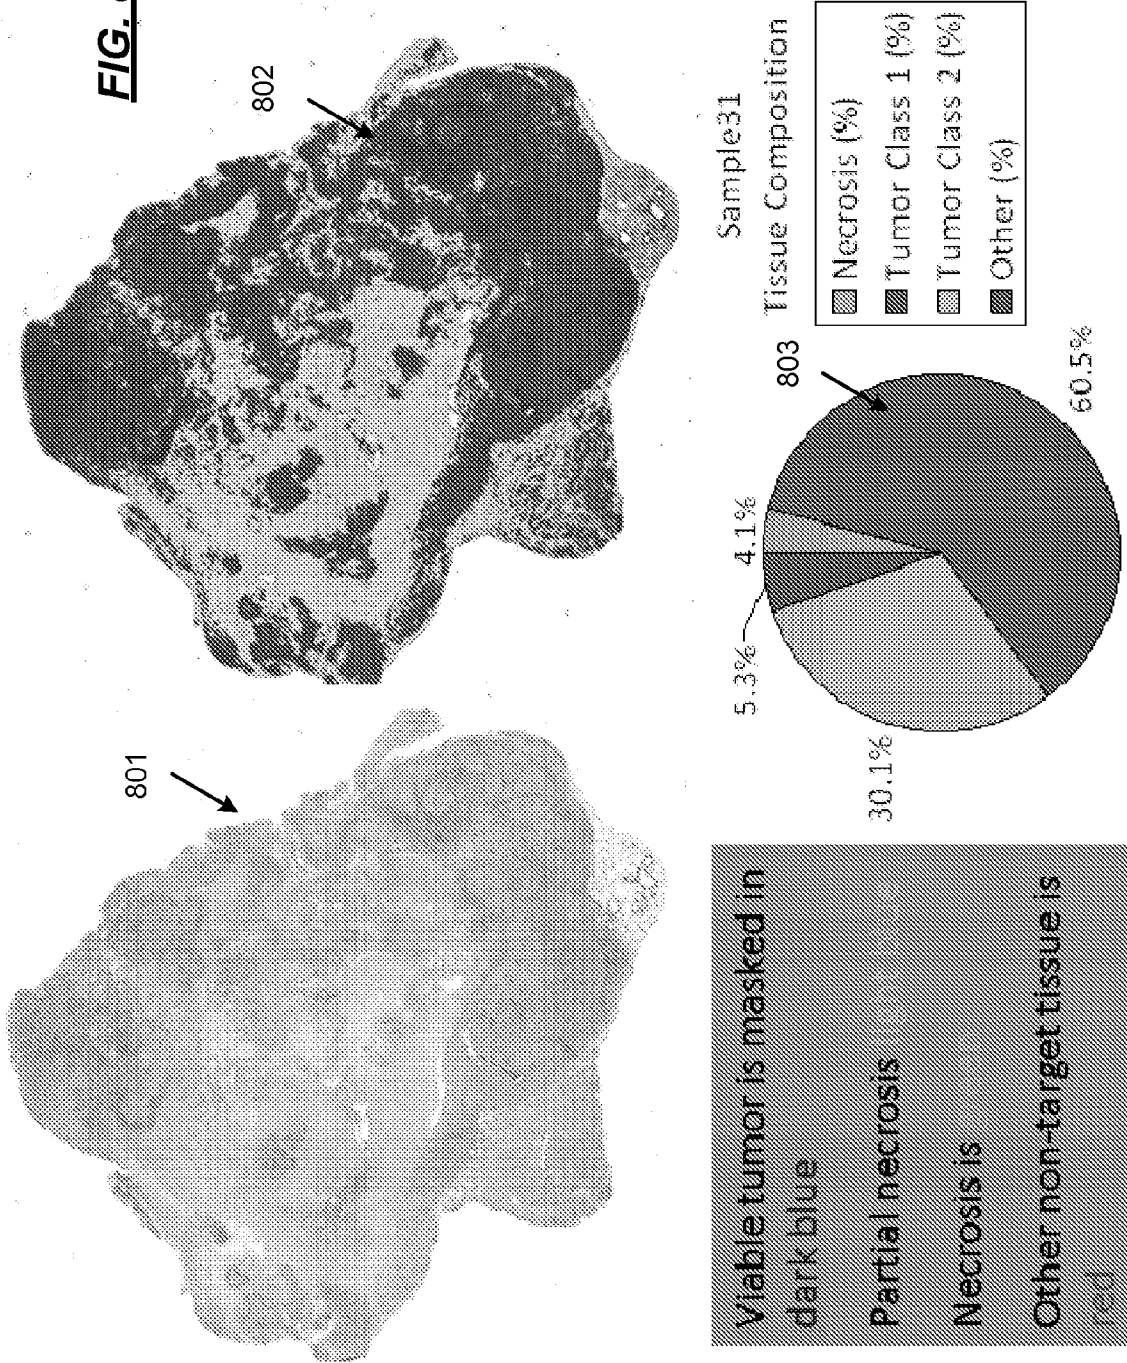 FIG.
801
802
Viable tumor is masked in
dark blue
Partial necrosis
Necrosis is
Other non-target tissue is
red
Sample31
Tissue Composition
803
30.1%
5.3%
4.1%
60.5%
Necrosis (%)
Tumor Class 1 (%)
Tumor Class 2 (%)
Other (%)